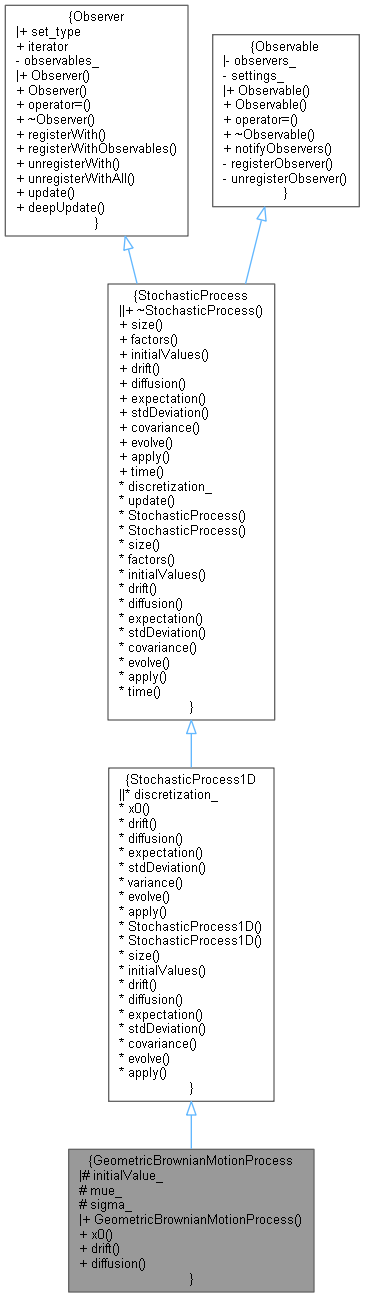 {Observer
|+ set_type
+ iterator
- observables_
|+ Observer()
+ Observer()
+ operator=()
+ ~Observer()
+ registerWith()
+ registerWithObservables()
+ unregisterWith()
+ unregisterWithAll()
+ update()
+ deepUpdate()
}
{Observable
|- observers_
- settings_
|+ Observable()
+ Observable()
+ operator=()
+ ~Observable()
+ notifyObservers()
- registerObserver()
- unregisterObserver()
}
{StochasticProcess
||+ ~StochasticProcess()
+ size()
+ factors()
+ initialValues()
+ drift()
+ diffusion()
+ expectation()
+ stdDeviation()
+ covariance()
+ evolve()
+ apply()
+ time()
* discretization_
* update()
* StochasticProcess()
* StochasticProcess()
* size()
* factors()
* initialValues()
* drift()
* diffusion()
* expectation()
* stdDeviation()
* covariance()
* evolve()
* apply()
* time()
}
{StochasticProcess1D
||* discretization_
* x0()
* drift()
* diffusion()
* expectation()
* stdDeviation()
* variance()
* evolve()
* apply()
* StochasticProcess1D()
* StochasticProcess1D()
* size()
* initialValues()
* drift()
* diffusion()
* expectation()
* stdDeviation()
* covariance()
* evolve()
* apply()
}
{GeometricBrownianMotionProcess
|# initialValue_
# mue_
# sigma_
|+ GeometricBrownianMotionProcess()
+ x0()
+ drift()
+ diffusion()
}